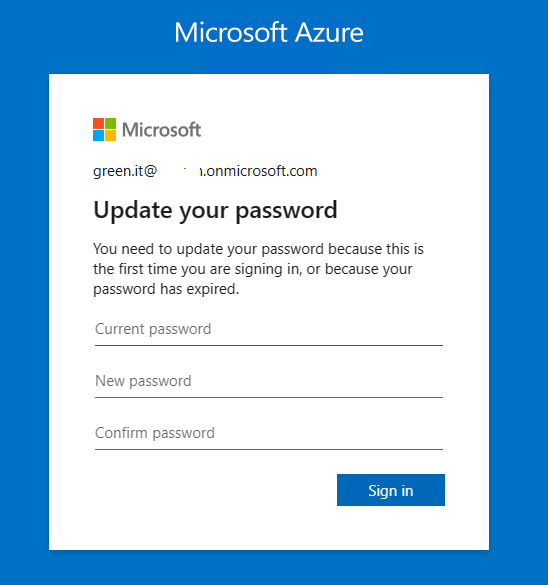 Microsoft Azure
Microsoft
green.it@ .onmicrosoft.com
Update your password
You need to update your password because this is
the first time you are signing in, or because your
password has expired.
Current password
New password
Confirm password
Sign in